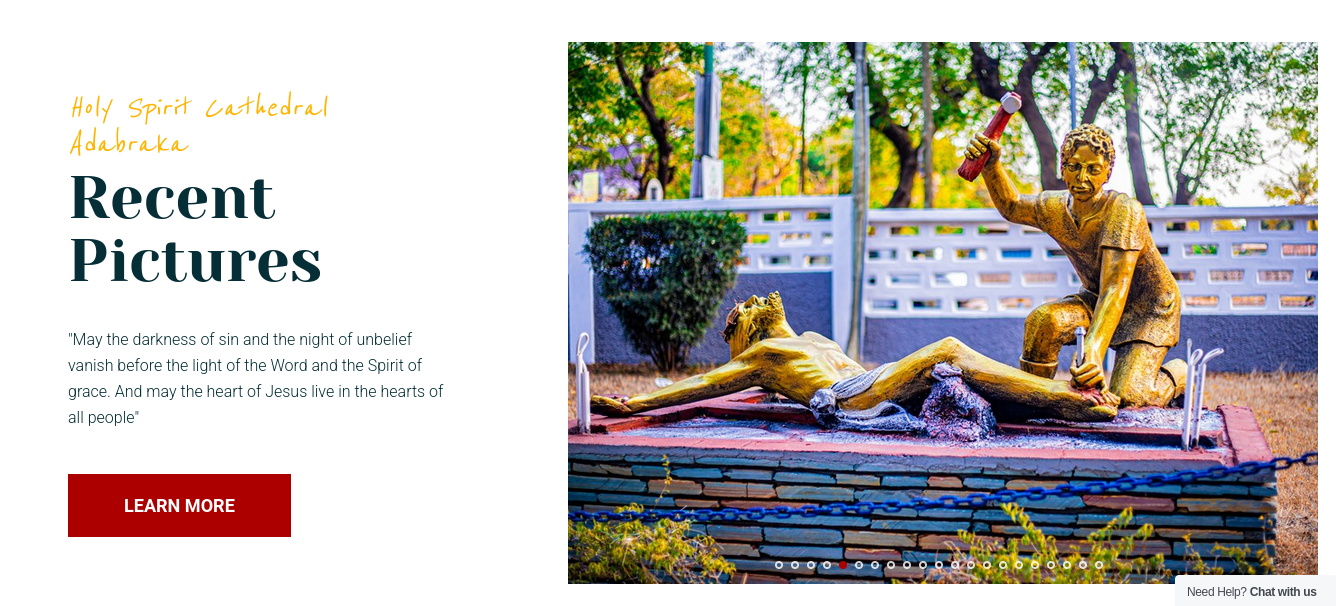 Holy Spirit Cathedral
Adabraka
Recent
Pictures
"May the darkness of sin and the night of unbelief
vanish before the light of the Word and the Spirit of
grace. And may the heart of Jesus live in the hearts of
all people"
LEARN MORE
Need Help? Chat with us